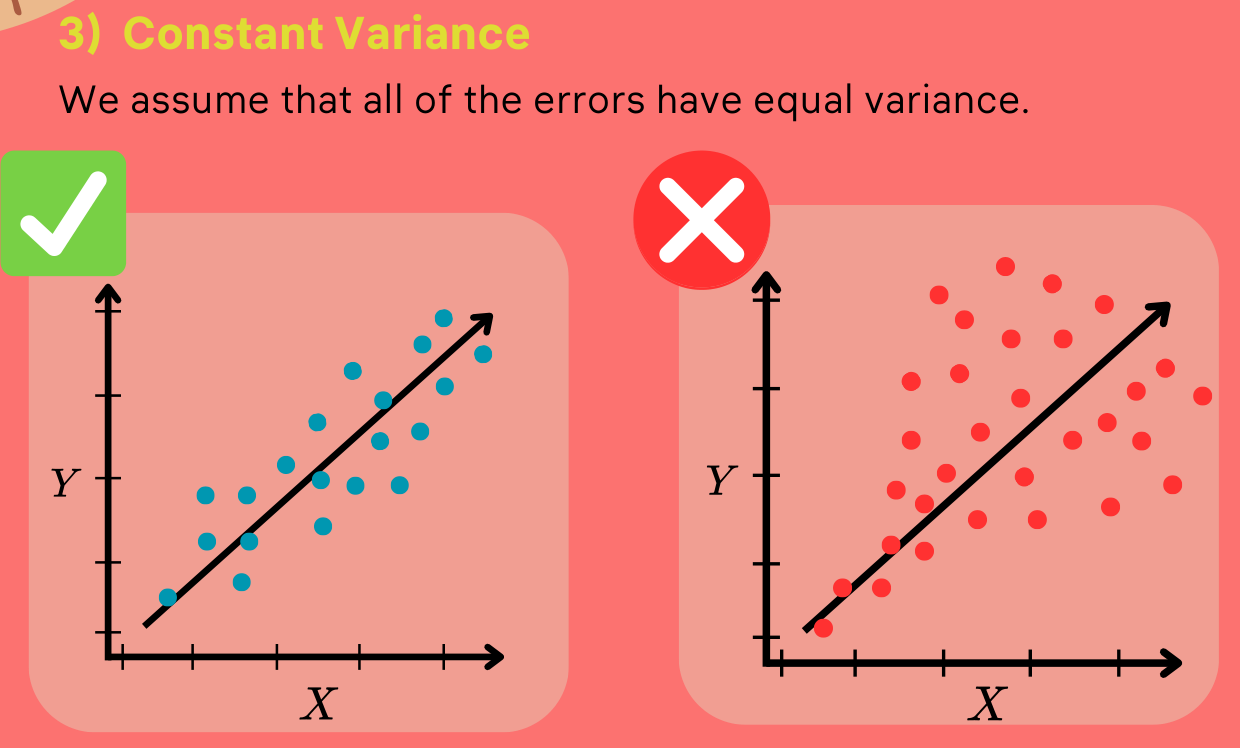 3) Constant Variance
We assume that all of the errors have equal variance.
Y
X
Y
X